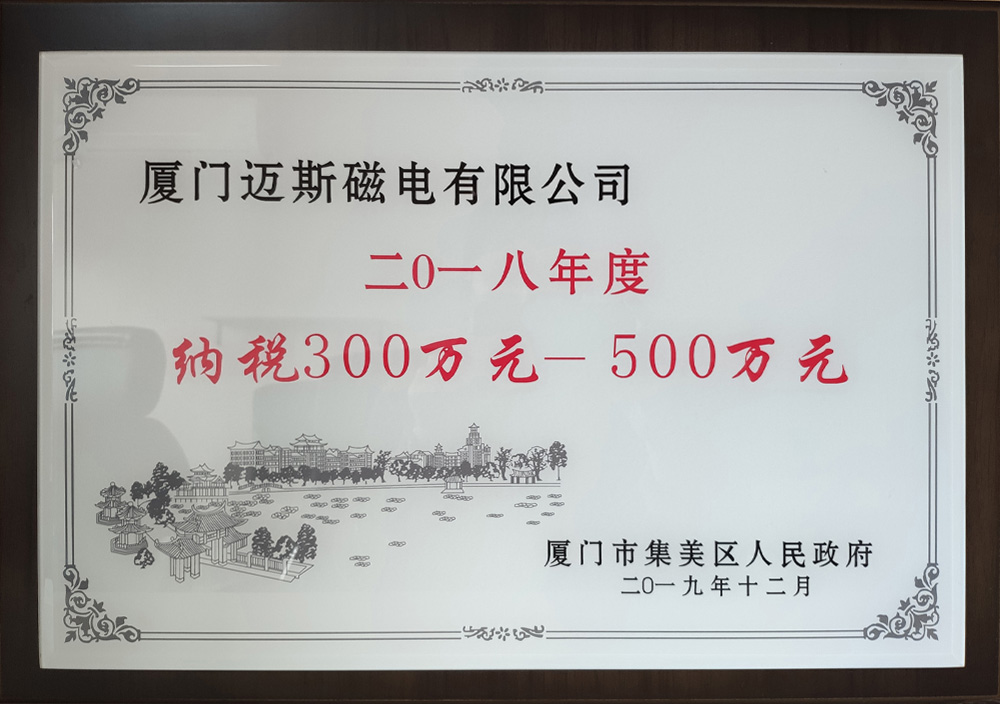 厦门迈斯磁电有限公司
二0一八年度
纳税300万元－500万元
厦门市集美区人民政府
二0一九年十二月